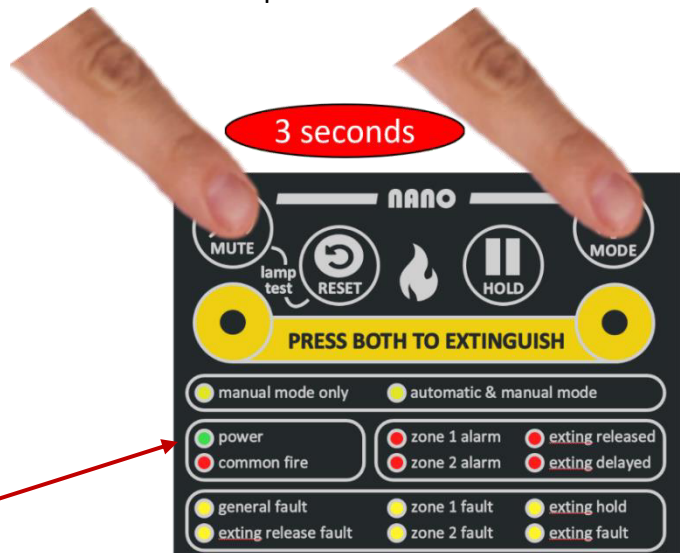 3 seconds
NANO
MUTE
MODE
lamp
test
RESET
HOLD
PRESS BOTH TO EXTINGUISH
manual mode only automatic & manual mode
power zone 1 alarm exting released
common fire zone 2 alarm exting delayed
general fault zone 1 fault exting hold
exting release fault zone 2 fault exting fault